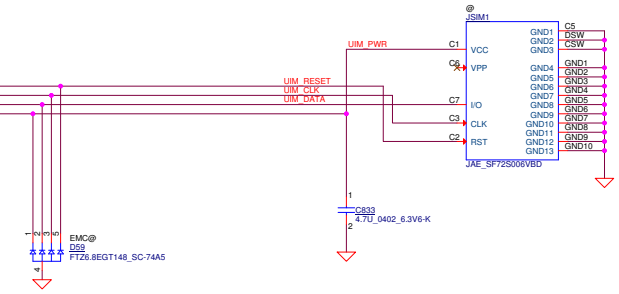 @
JSIM1
UIM_PWR
C1 VCC
C6 VPP
UIM_RESET
UIM_CLK
UIM_DATA
C7 I/O
C3 CLK
C2 RST
GND1 C5
GND2 DSW
GND3 CSW
GND4 GND1
GND5 GND2
GND6 GND3
GND7 GND4
GND8 GND5
GND9 GND6
GND10 GND7
GND11 GND8
GND12 GND9
GND13 GND10
JAE_SF72S006VBD
1
C833
4.7U_0402_6.3V6-K
2
1 2 3 5
EMC@
D59
FTZ6.8EGT148_SC-74A5
4